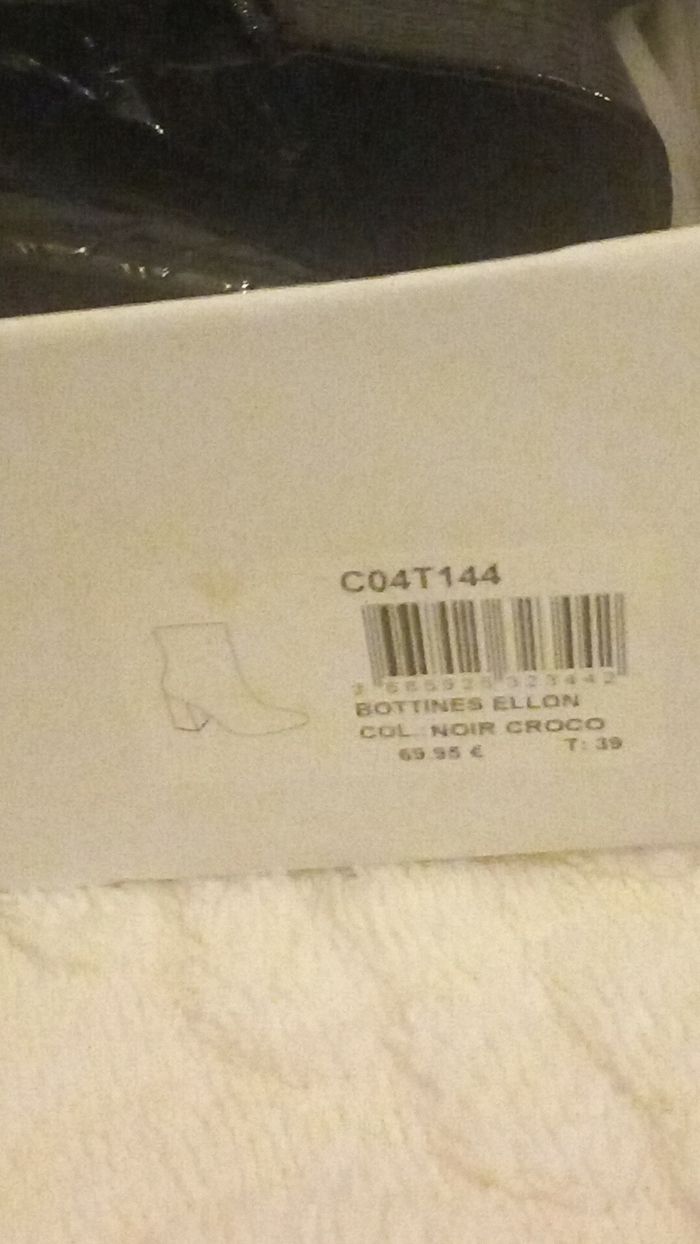 C04T144
BOTTINES ELLON
COL. NOIR CROCO
69.95 € T: 39